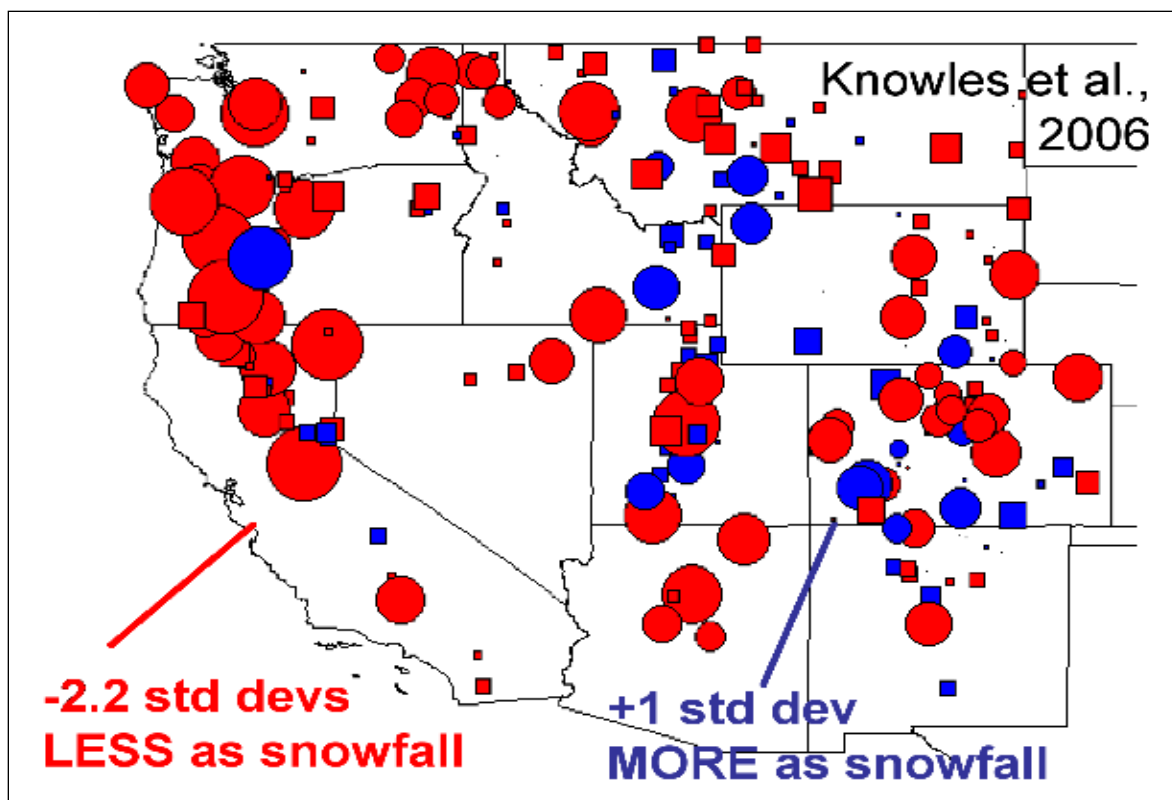 Knowles et al.,
2006
-2.2 std devs
LESS as snowfall
+1 std dev
MORE as snowfall